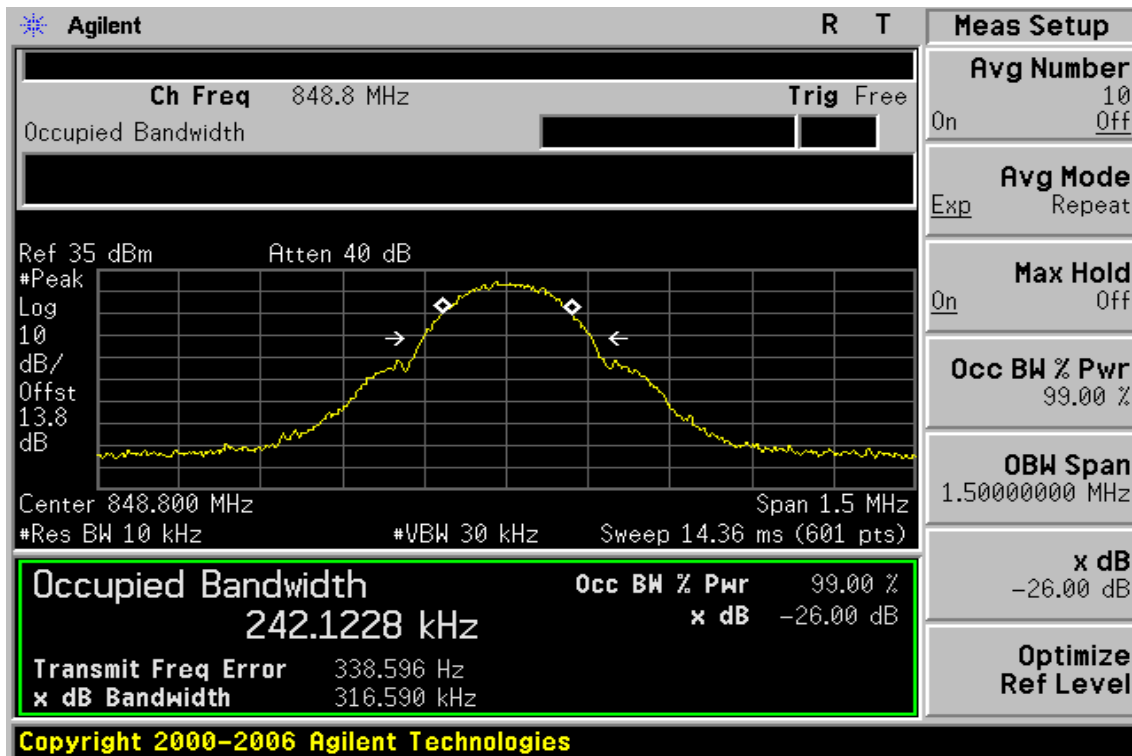 Agilent R T
Ch Freq 848.8 MHz Trig Free
Occupied Bandwidth
Ref 35 dBm Atten 40 dB
#Peak
Log
10
dB/
Offst
13.8
dB
Center 848.800 MHz Span 1.5 MHz
#Res BW 10 kHz #VBW 30 kHz Sweep 14.36 ms (601 pts)
Occupied Bandwidth Occ BW % Pwr 99.00 %
242.1228 kHz x dB -26.00 dB
Transmit Freq Error 338.596 Hz
x dB Bandwidth 316.590 kHz
Copyright 2000-2006 Agilent Technologies
Meas Setup
Avg Number
10
On Off
Avg Mode
Exp Repeat
Max Hold
On Off
Occ BW % Pwr
99.00 %
OBW Span
1.50000000 MHz
x dB
-26.00 dB
Optimize
Ref Level